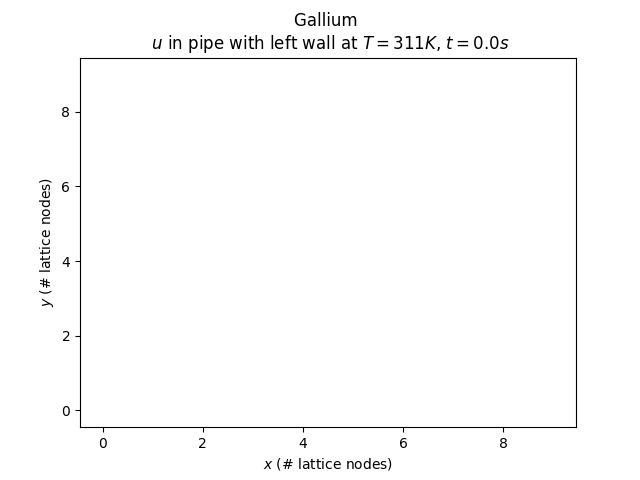 Gallium
u in pipe with left wall at T = 311K, t = 0.0s
8
6
4
2
0
y (# lattice nodes)
0 2 4 6 8
x (# lattice nodes)